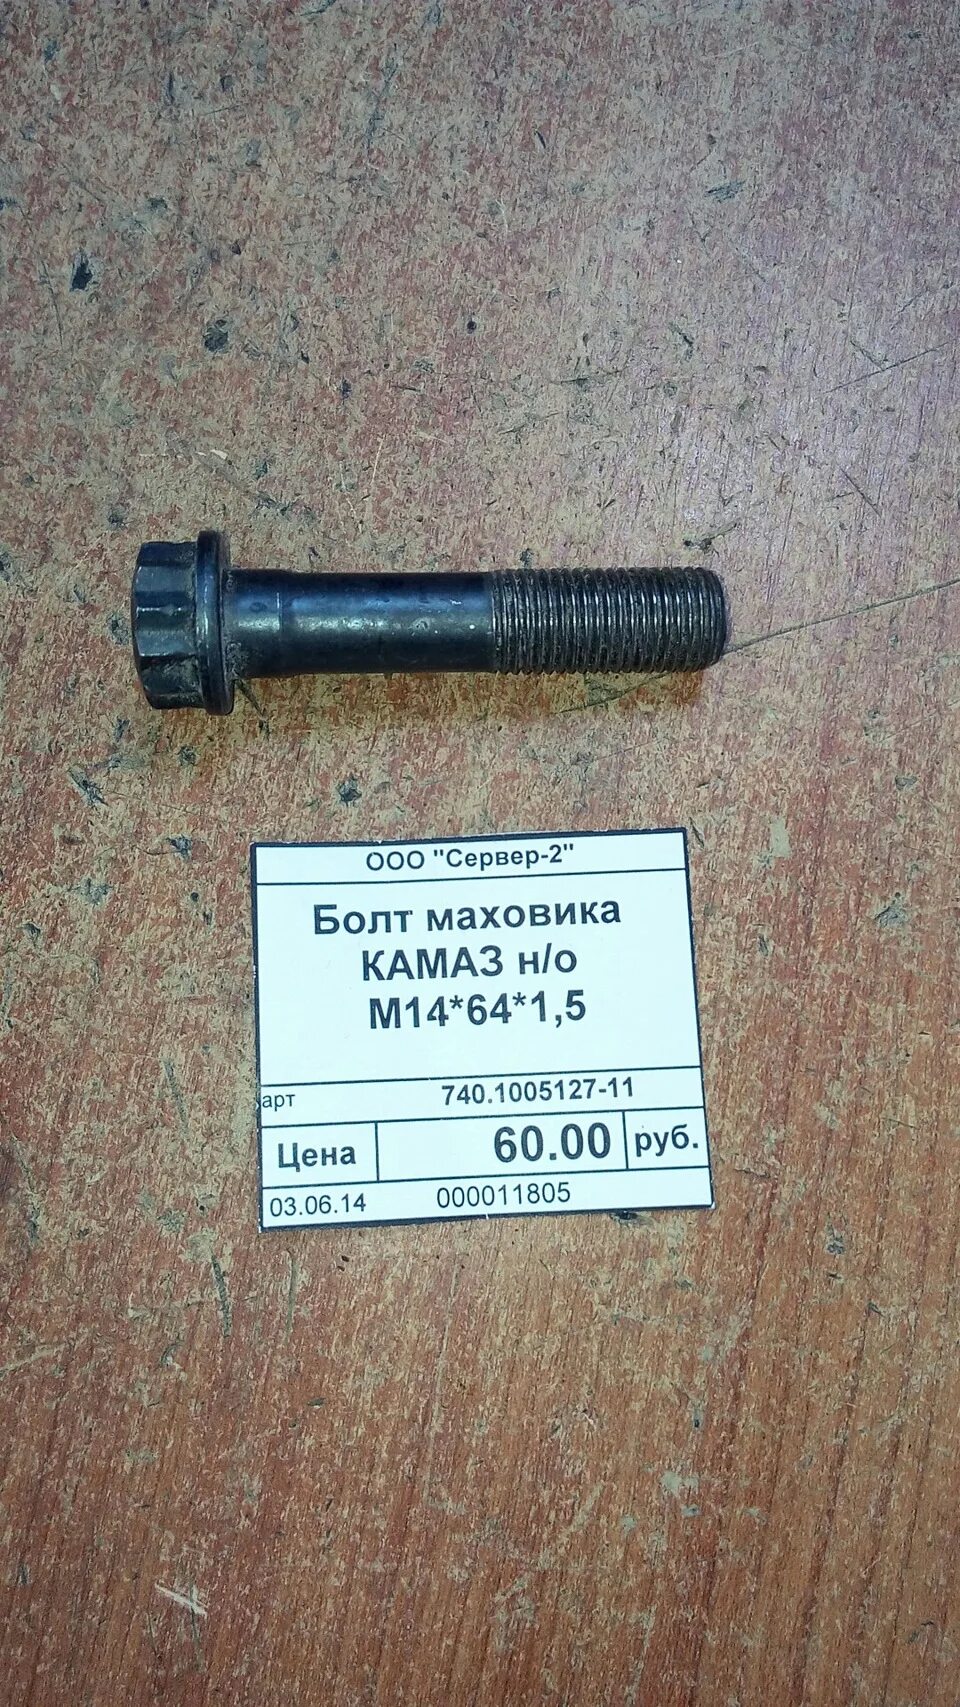 ООО "Сервер-2"
Болт маховика
КАМАЗ н/о
М14*64*1,5
арт 740.1005127-11
Цена 60.00 руб.
03.06.14 000011805